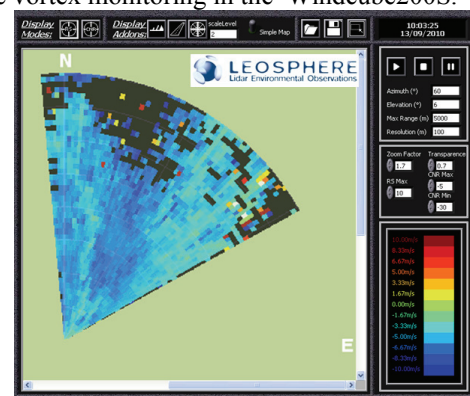 e vortex monitoring in the Windcube200S.
Display Modes:
Display Addons:
scaleLevel
2
Simple Map
10:03:25
13/09/2010
N
LEOSPHERE
Lidar Environmental Observations
E
Azimuth (°) 60
Elevation (°) 6
Max Range (m) 5000
Resolution (m) 100
Zoom Factor
1.7
Transparence
0.7
RS Max
10
CNR Max
-5
CNR Min
-30
10.00m/s
8.33m/s
6.67m/s
5.00m/s
3.33m/s
1.67m/s
0.00m/s
-1.67m/s
-3.33m/s
-5.00m/s
-6.67m/s
-8.33m/s
-10.00m/s